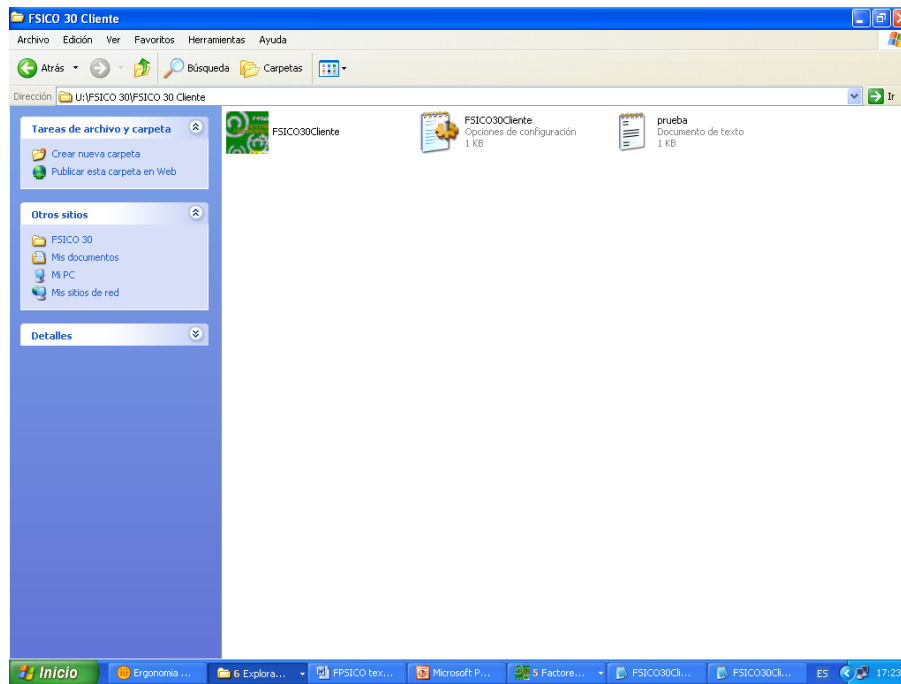 FSICO 30 Cliente
Archivo Edición Ver Favoritos Herramientas Ayuda
Atrás Búsqueda Carpetas
Dirección U:\FSICO 30\FSICO 30 Cliente Ir
Tareas de archivo y carpeta
Crear nueva carpeta
Publicar esta carpeta en Web
Otros sitios
FSICO 30
Mis documentos
Mi PC
Mis sitios de red
Detalles
FSICO30Cliente
FSICO30Cliente
Opciones de configuración
1 KB
prueba
Documento de texto
1 KB
Inicio Ergonomia ... 6 Explora... FPSICO tex... Microsoft P... 5 Factore... FSICO30Cli... FSICO30Cli... ES 17:23